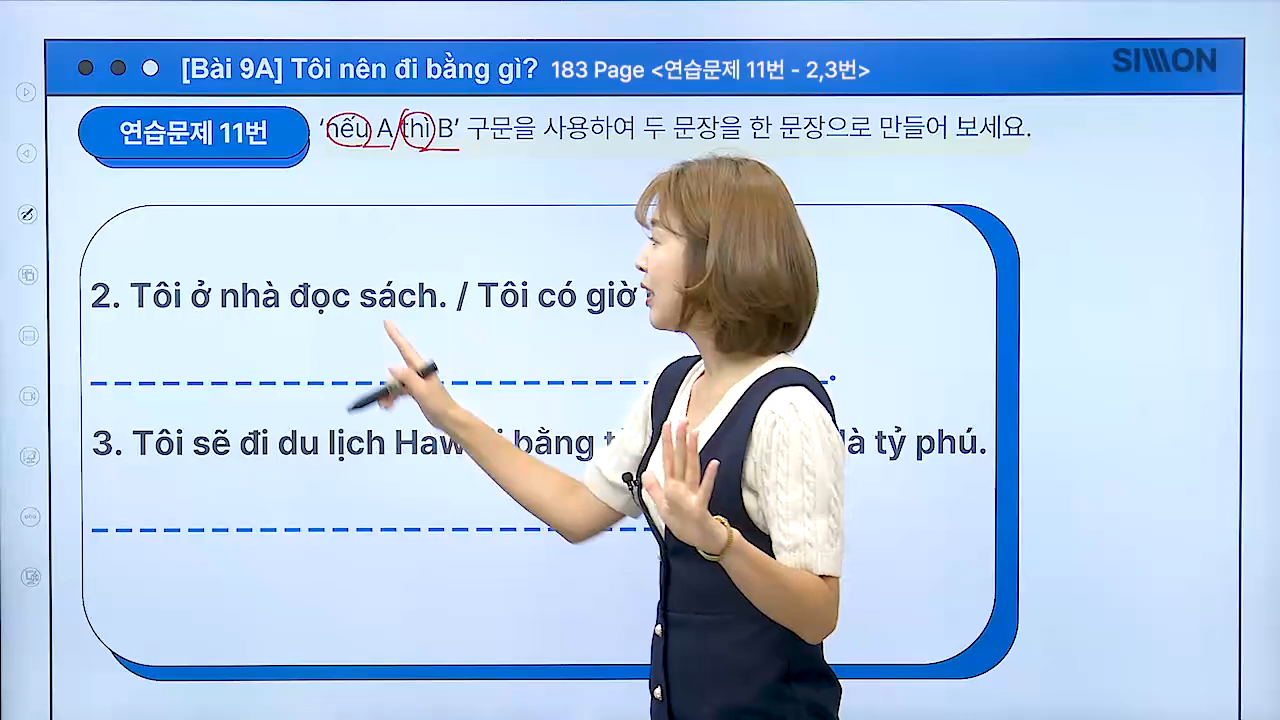 [Bài 9A] Tôi nên đi bằng gì? 183 Page <연습문제 11번 - 2,3번>
SIWON
연습문제 11번
'nếu A/thì B' 구문을 사용하여 두 문장을 한 문장으로 만들어 보세요.
2. Tôi ở nhà đọc sách. / Tôi có giờ
3. Tôi sẽ đi du lịch bằng là tỷ phú.